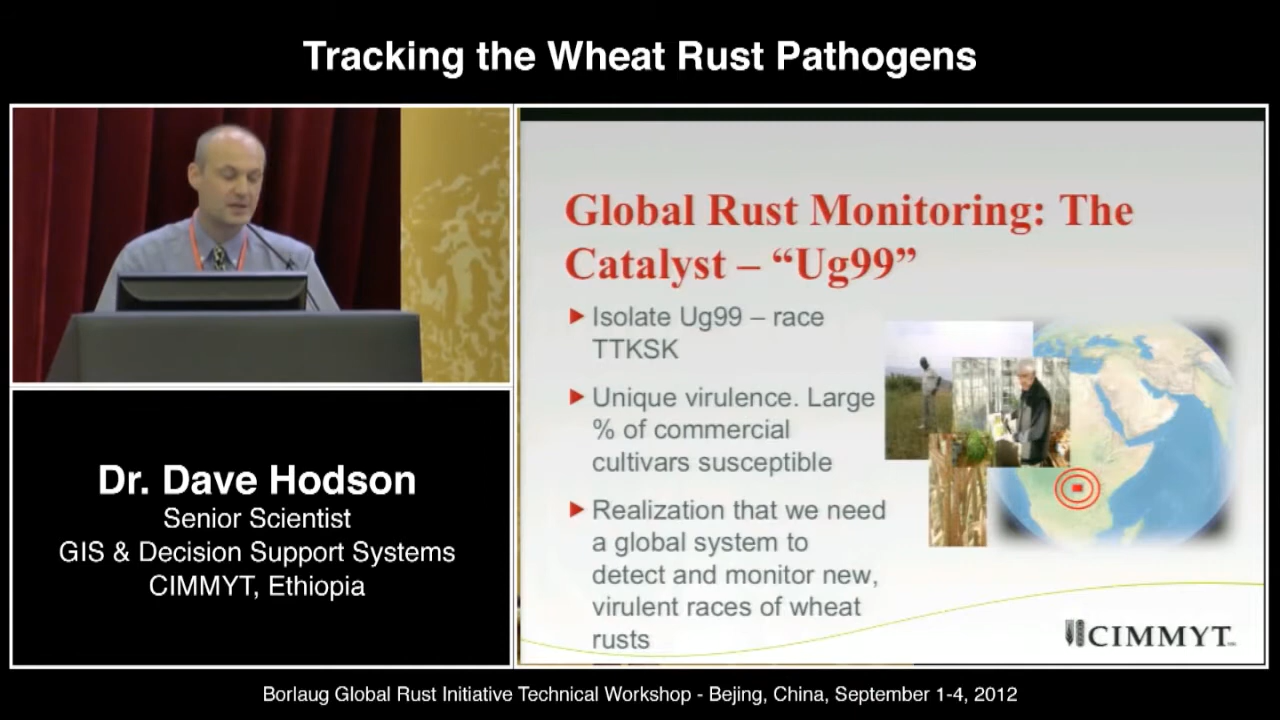 Tracking the Wheat Rust Pathogens
Global Rust Monitoring: The
Catalyst – “Ug99”
Isolate Ug99 – race
TTKSK
Unique virulence. Large
% of commercial
cultivars susceptible
Realization that we need
a global system to
detect and monitor new,
virulent races of wheat
rusts
CIMMYT
Dr. Dave Hodson
Senior Scientist
GIS & Decision Support Systems
CIMMYT, Ethiopia
Borlaug Global Rust Initiative Technical Workshop - Bejing, China, September 1-4, 2012